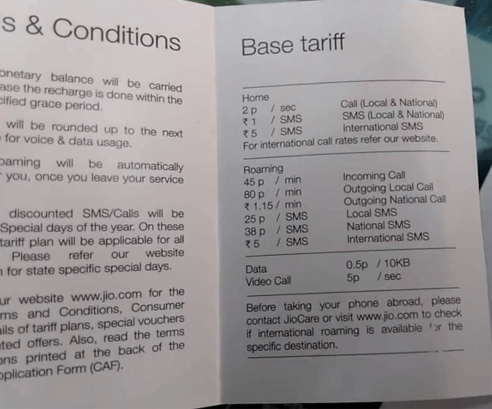 s & Conditions
onetary balance will be carried
ase the recharge is done within the
cified grace period.
will be rounded up to the next
for voice & data usage.
oaming will be automatically
you, once you leave your service
discounted SMS/Calls will be
Special days of the year. On these
tariff plan will be applicable for all
Please refer our website
for state specific special days.
ur website www.jio.com for the
ms and Conditions, Consumer
ails of tariff plans, special vouchers
ted offers. Also, read the terms
ons printed at the back of the
pplication Form (CAF).
Base tariff
Home
2 p / sec Call (Local & National)
₹ 1 / SMS SMS (Local & National)
₹ 5 / SMS International SMS
For international call rates refer our website.
Roaming
45 p / min Incoming Call
80 p / min Outgoing Local Call
₹ 1.15 / min Outgoing National Call
25 p / SMS Local SMS
38 p / SMS National SMS
₹ 5 / SMS International SMS
Data 0.5p / 10KB
Video Call 5p / sec
Before taking your phone abroad, please
contact JioCare or visit www.jio.com to check
if international roaming is available for the
specific destination.